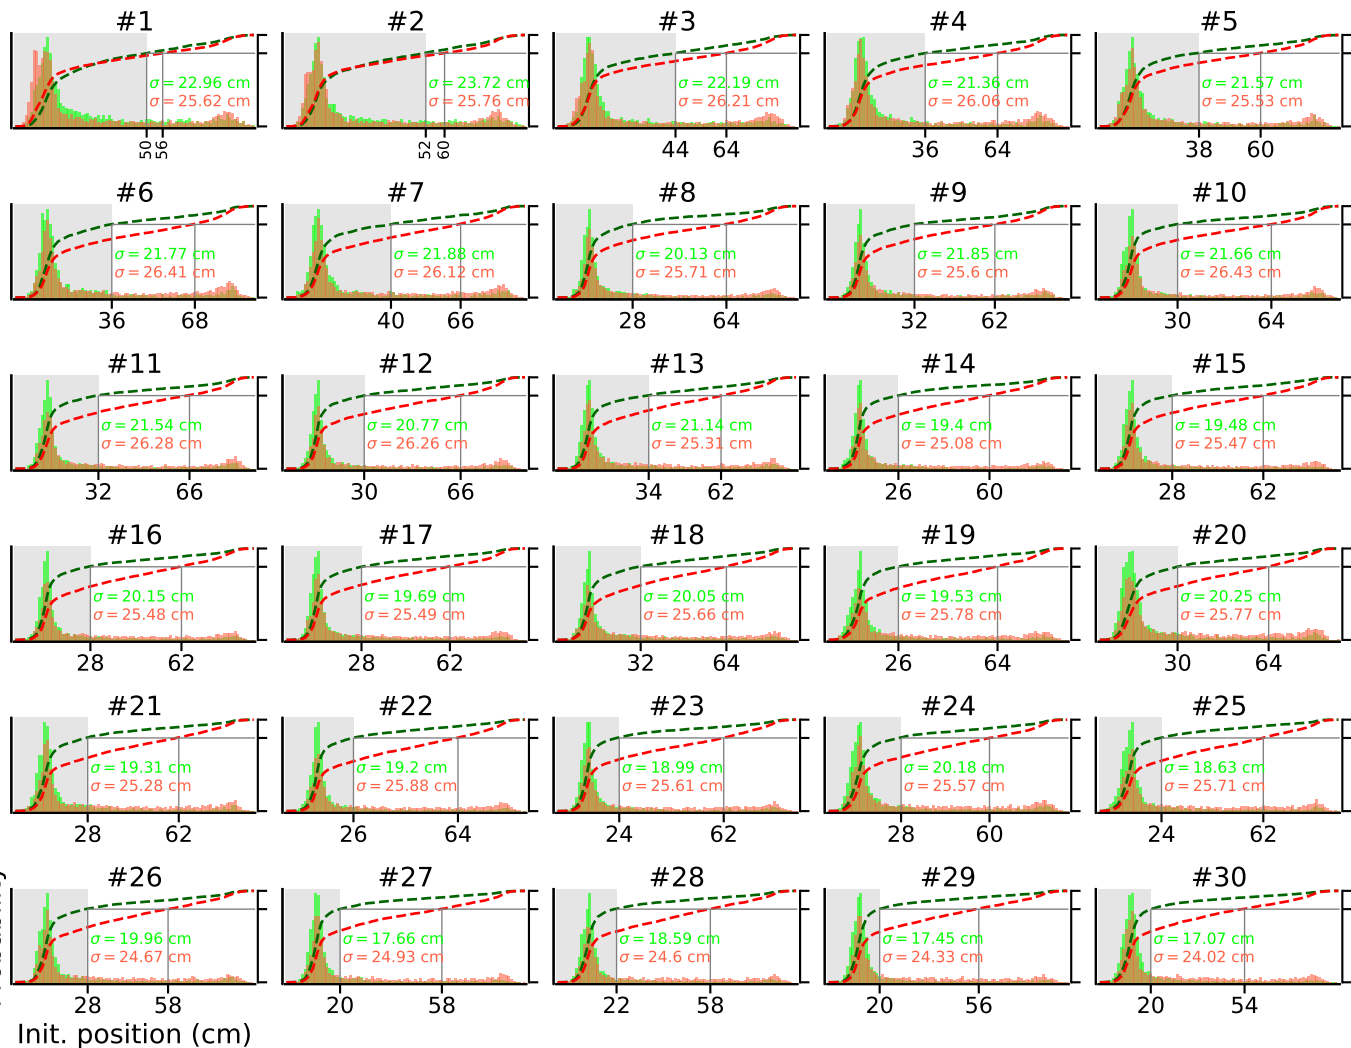 #1 #2 #3 #4 #5
σ = 22.96 cm σ = 23.72 cm σ = 22.19 cm σ = 21.36 cm σ = 21.57 cm
σ = 25.62 cm σ = 25.76 cm σ = 26.21 cm σ = 26.06 cm σ = 25.53 cm
50 56 52 60 44 64 36 64 38 60
#6 #7 #8 #9 #10
σ = 21.77 cm σ = 21.88 cm σ = 20.13 cm σ = 21.85 cm σ = 21.66 cm
σ = 26.41 cm σ = 26.12 cm σ = 25.71 cm σ = 25.6 cm σ = 26.43 cm
36 68 40 66 28 64 32 62 30 64
#11 #12 #13 #14 #15
σ = 21.54 cm σ = 20.77 cm σ = 21.14 cm σ = 19.4 cm σ = 19.48 cm
σ = 26.28 cm σ = 26.26 cm σ = 25.31 cm σ = 25.08 cm σ = 25.47 cm
32 66 30 66 34 62 26 60 28 62
#16 #17 #18 #19 #20
σ = 20.15 cm σ = 19.69 cm σ = 20.05 cm σ = 19.53 cm σ = 20.25 cm
σ = 25.48 cm σ = 25.49 cm σ = 25.66 cm σ = 25.78 cm σ = 25.77 cm
28 62 28 62 32 64 26 64 30 64
#21 #22 #23 #24 #25
σ = 19.31 cm σ = 19.2 cm σ = 18.99 cm σ = 20.18 cm σ = 18.63 cm
σ = 25.28 cm σ = 25.88 cm σ = 25.61 cm σ = 25.57 cm σ = 25.71 cm
28 62 26 64 24 62 28 60 24 62
#26 #27 #28 #29 #30
σ = 19.96 cm σ = 17.66 cm σ = 18.59 cm σ = 17.45 cm σ = 17.07 cm
σ = 24.67 cm σ = 24.93 cm σ = 24.6 cm σ = 24.33 cm σ = 24.02 cm
28 58 20 58 22 58 20 56 20 54
Init. position (cm)